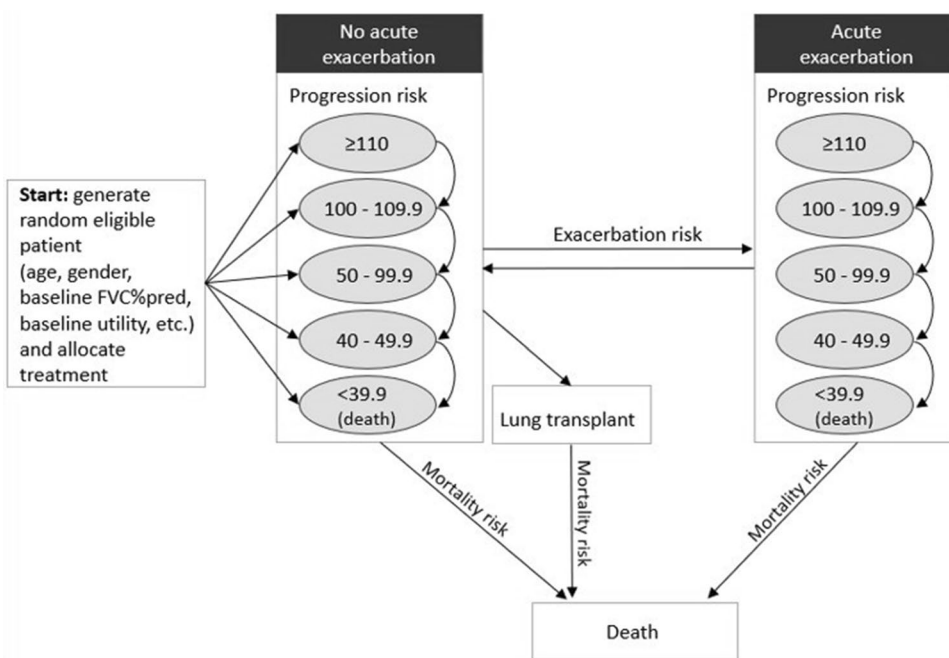 No acute
exacerbation
Progression risk
≥110
100 - 109.9
50 - 99.9
40 - 49.9
<39.9
(death)
Start: generate
random eligible
patient
(age, gender,
baseline FVC%pred,
baseline utility, etc.)
and allocate
treatment
Exacerbation risk
Acute
exacerbation
Progression risk
≥110
100 - 109.9
50 - 99.9
40 - 49.9
<39.9
(death)
Lung transplant
Mortality risk
Mortality risk
Mortality risk
Death